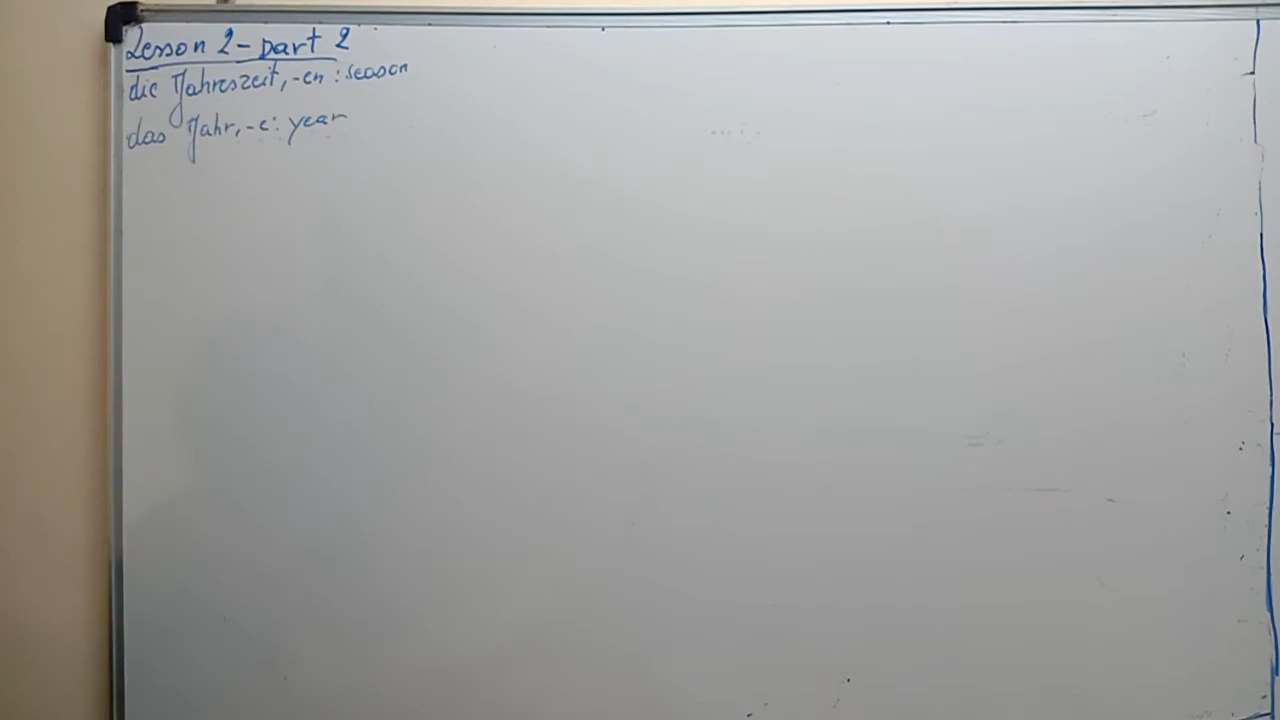 Lesson 2 - part 2
die Jahreszeit, -en : season
das Jahr, -e : year